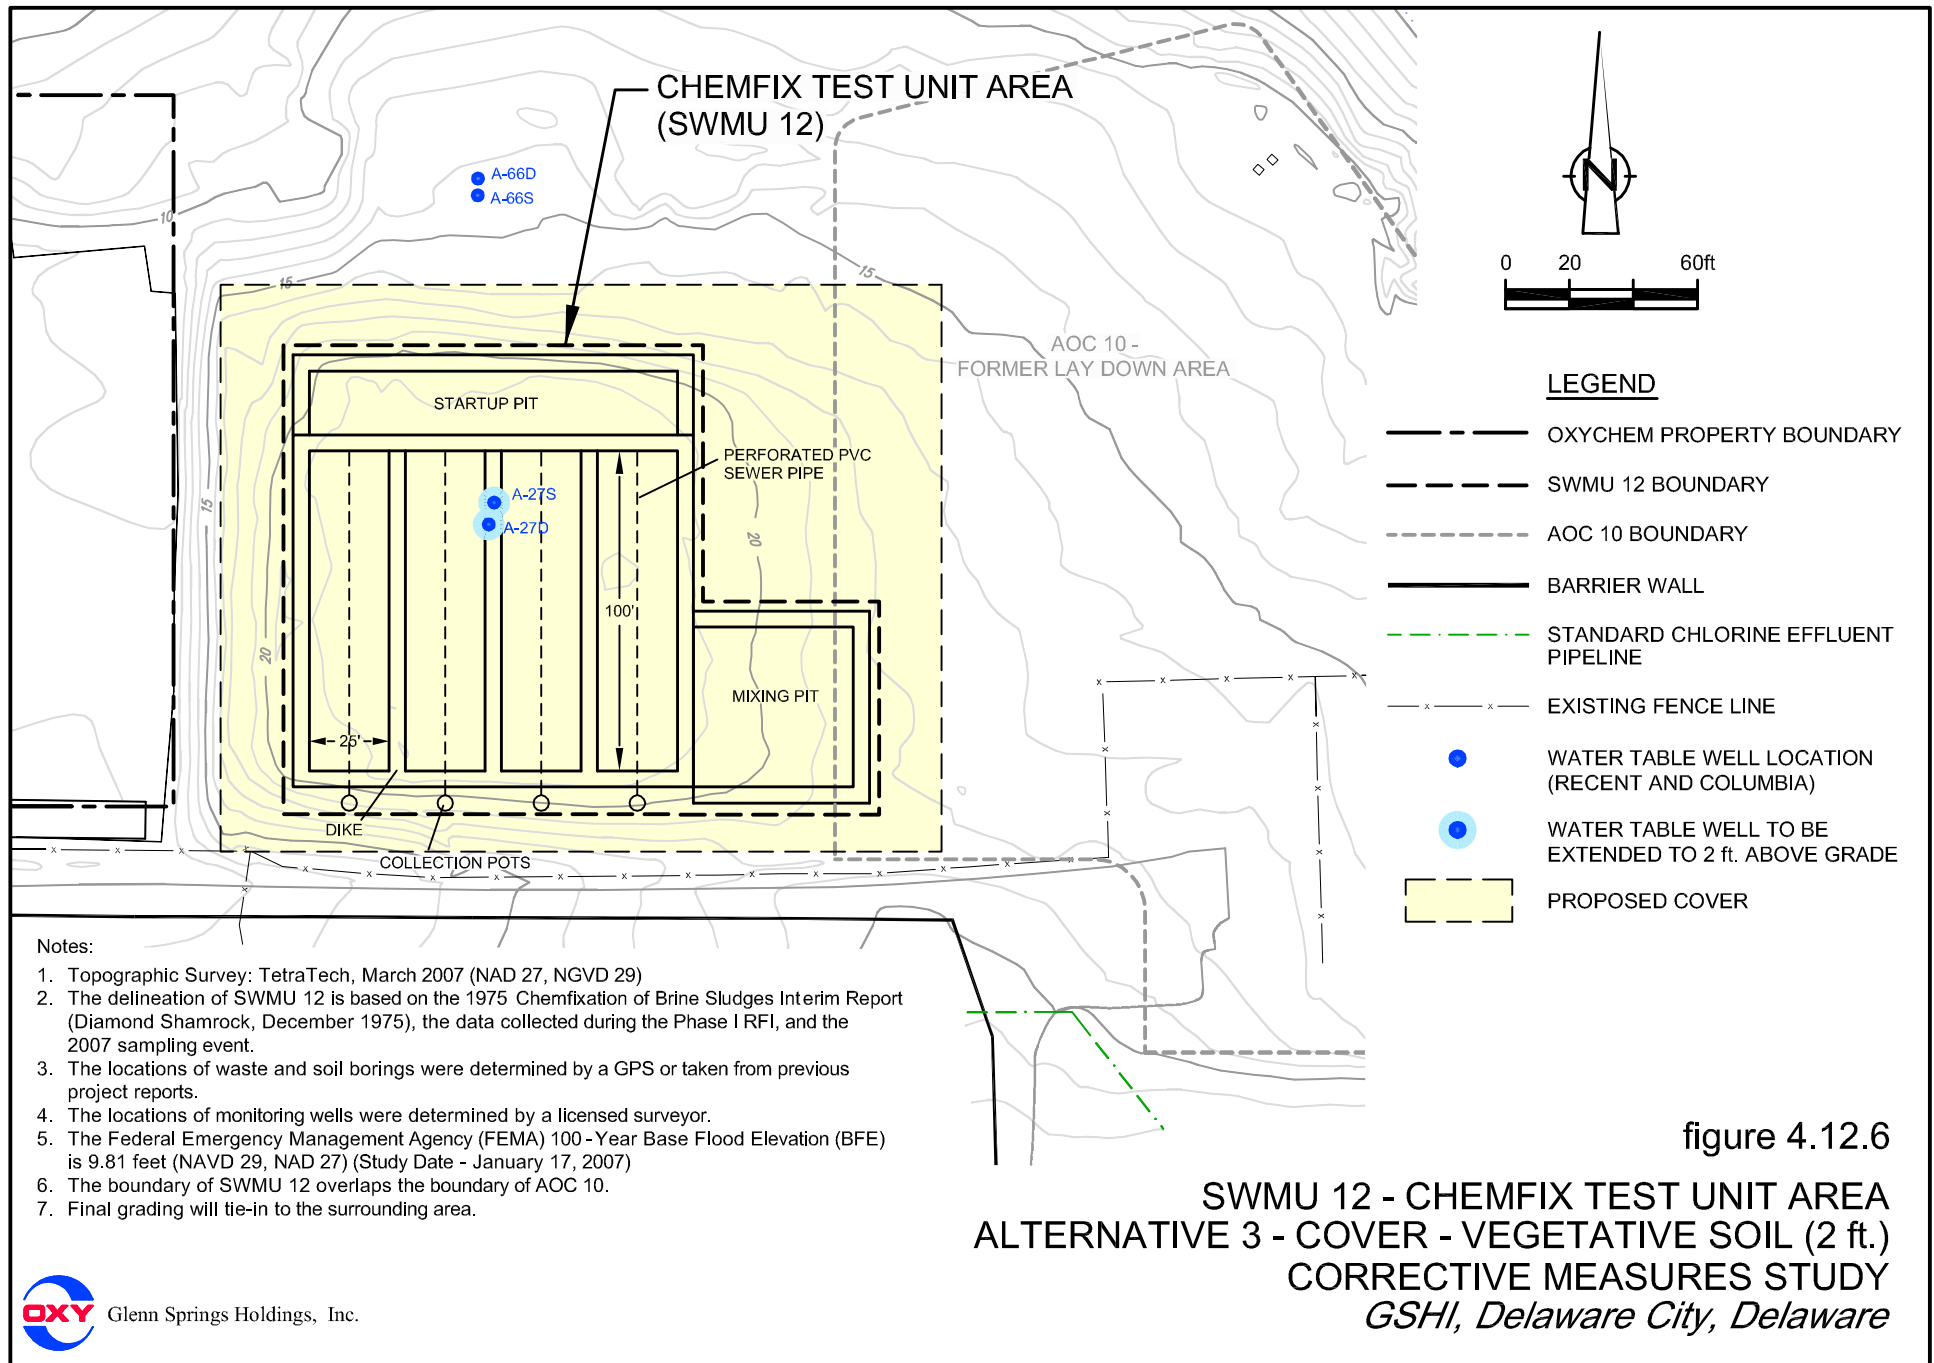 CHEMFIX TEST UNIT AREA
(SWMU 12)
A-66D
A-66S
10
15
15
0 20 60ft
N
AOC 10 -
FORMER LAY DOWN AREA
STARTUP PIT
PERFORATED PVC
SEWER PIPE
A-27S
A-27D
15
20
100'
20
MIXING PIT
25'
DIKE
COLLECTION POTS
LEGEND
OXYCHEM PROPERTY BOUNDARY
SWMU 12 BOUNDARY
AOC 10 BOUNDARY
BARRIER WALL
STANDARD CHLORINE EFFLUENT
PIPELINE
EXISTING FENCE LINE
WATER TABLE WELL LOCATION
(RECENT AND COLUMBIA)
WATER TABLE WELL TO BE
EXTENDED TO 2 ft. ABOVE GRADE
PROPOSED COVER
Notes:
1. Topographic Survey: TetraTech, March 2007 (NAD 27, NGVD 29)
2. The delineation of SWMU 12 is based on the 1975 Chemfixation of Brine Sludges Interim Report
(Diamond Shamrock, December 1975), the data collected during the Phase I RFI, and the
2007 sampling event.
3. The locations of waste and soil borings were determined by a GPS or taken from previous
project reports.
4. The locations of monitoring wells were determined by a licensed surveyor.
5. The Federal Emergency Management Agency (FEMA) 100-Year Base Flood Elevation (BFE)
is 9.81 feet (NAVD 29, NAD 27) (Study Date - January 17, 2007)
6. The boundary of SWMU 12 overlaps the boundary of AOC 10.
7. Final grading will tie-in to the surrounding area.
figure 4.12.6
SWMU 12 - CHEMFIX TEST UNIT AREA
ALTERNATIVE 3 - COVER - VEGETATIVE SOIL (2 ft.)
CORRECTIVE MEASURES STUDY
GSHI, Delaware City, Delaware
OXY Glenn Springs Holdings, Inc.